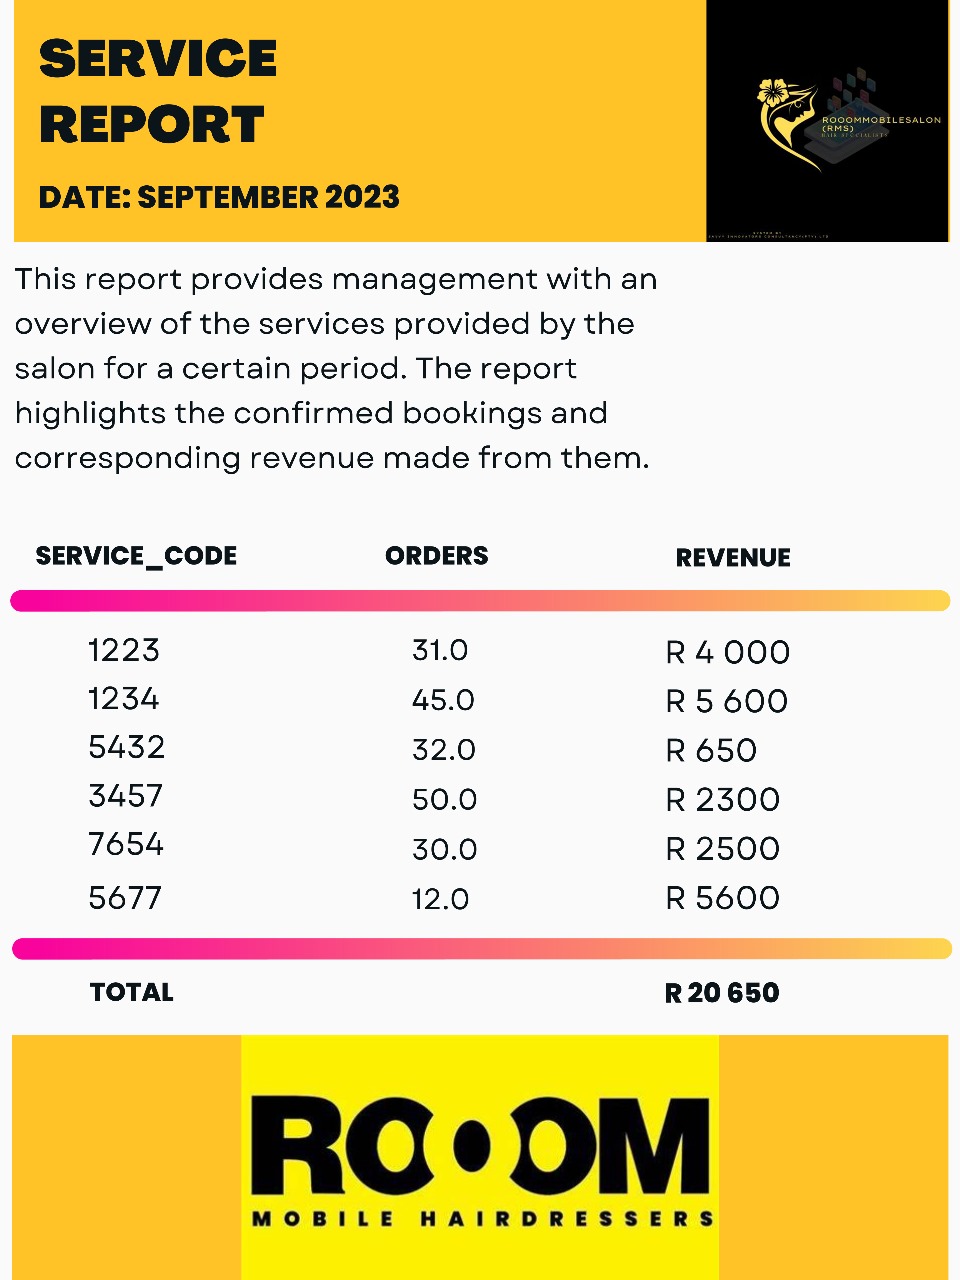 SERVICE
REPORT
DATE: SEPTEMBER 2023
ROOOMMOBILESALON
(RMS)
HAIR SPECIALISTS
This report provides management with an
overview of the services provided by the
salon for a certain period. The report
highlights the confirmed bookings and
corresponding revenue made from them.
SERVICE_CODE ORDERS REVENUE
1223 31.0 R 4 000
1234 45.0 R 5 600
5432 32.0 R 650
3457 50.0 R 2300
7654 30.0 R 2500
5677 12.0 R 5600
TOTAL R 20 650
ROOOM
MOBILE HAIRDRESSERS